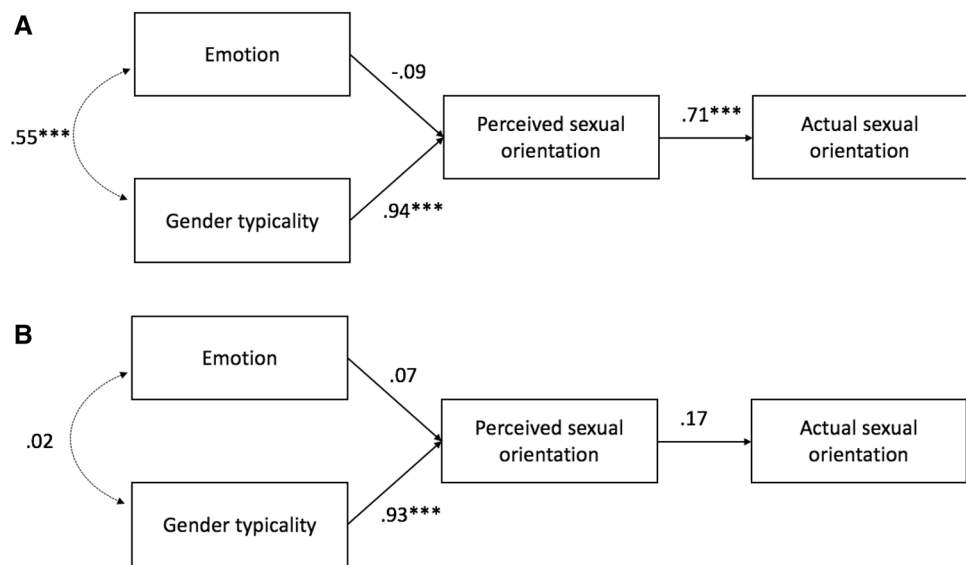 A
Emotion
-.09
.55***
Perceived sexual
orientation
.71***
Actual sexual
orientation
Gender typicality
.94***
B
Emotion
.07
.02
Perceived sexual
orientation
.17
Actual sexual
orientation
Gender typicality
.93***